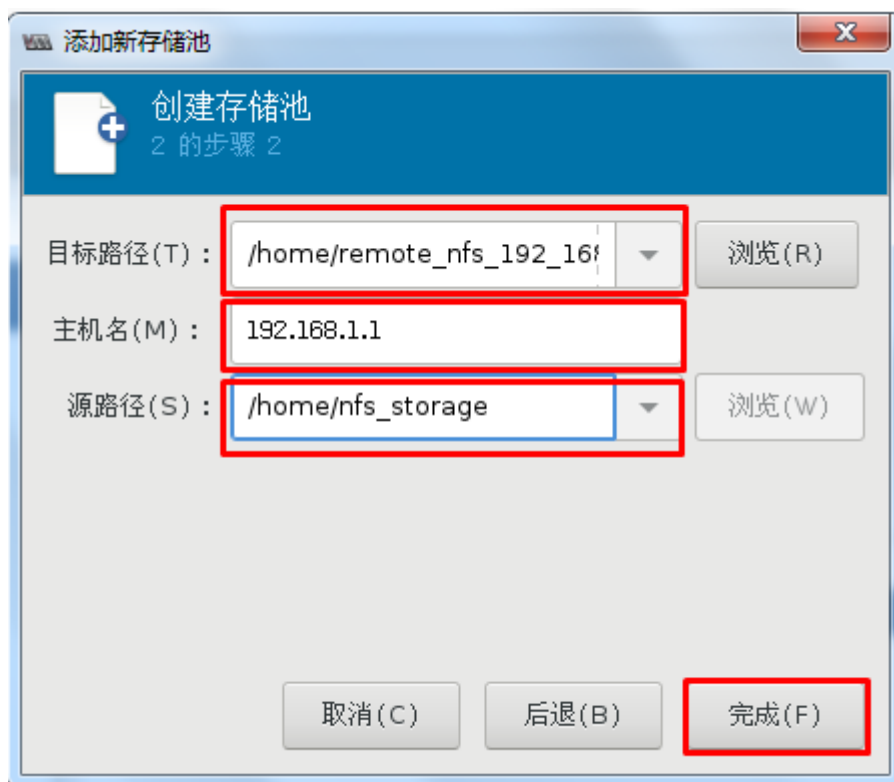 添加新存储池
创建存储池
2 的步骤 2
目标路径(T)： /home/remote_nfs_192_168 浏览(R)
主机名(M)： 192.168.1.1
源路径(S)： /home/nfs_storage 浏览(W)
取消(C) 后退(B) 完成(F)